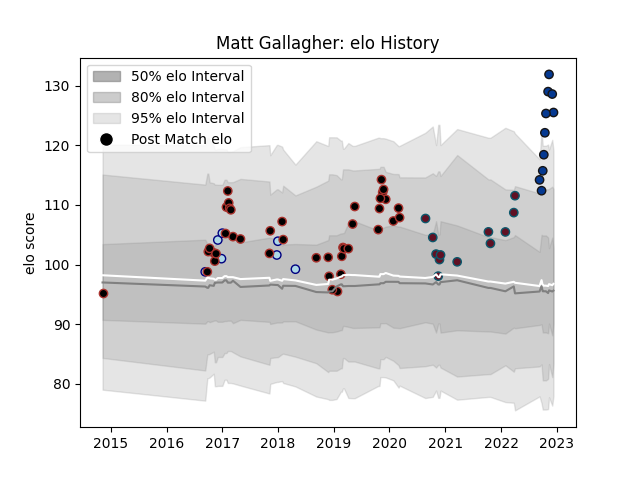 Matt Gallagher: elo History
50% elo Interval
80% elo Interval
95% elo Interval
Post Match elo
elo score
130
120
110
100
90
80
2015 2016 2017 2018 2019 2020 2021 2022 2023